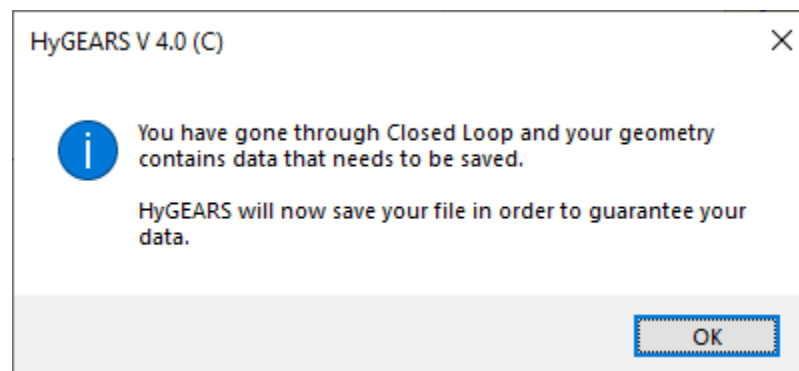 HyGEARS V 4.0 (C)
You have gone through Closed Loop and your geometry
contains data that needs to be saved.
HyGEARS will now save your file in order to guarantee your
data.
OK